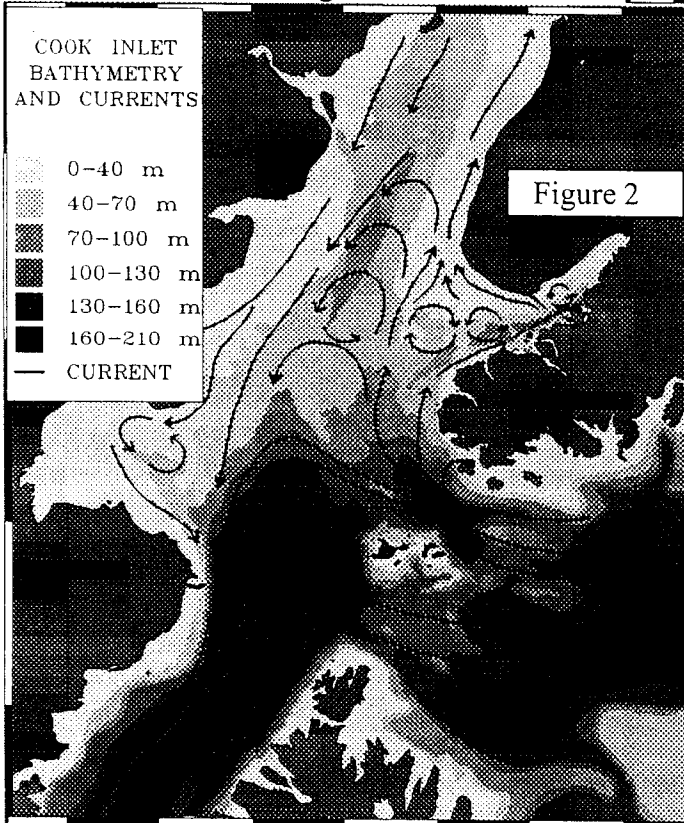 COOK INLET
BATHYMETRY
AND CURRENTS
0-40 m
40-70 m
70-100 m
100-130 m
130-160 m
160-210 m
CURRENT
Figure 2